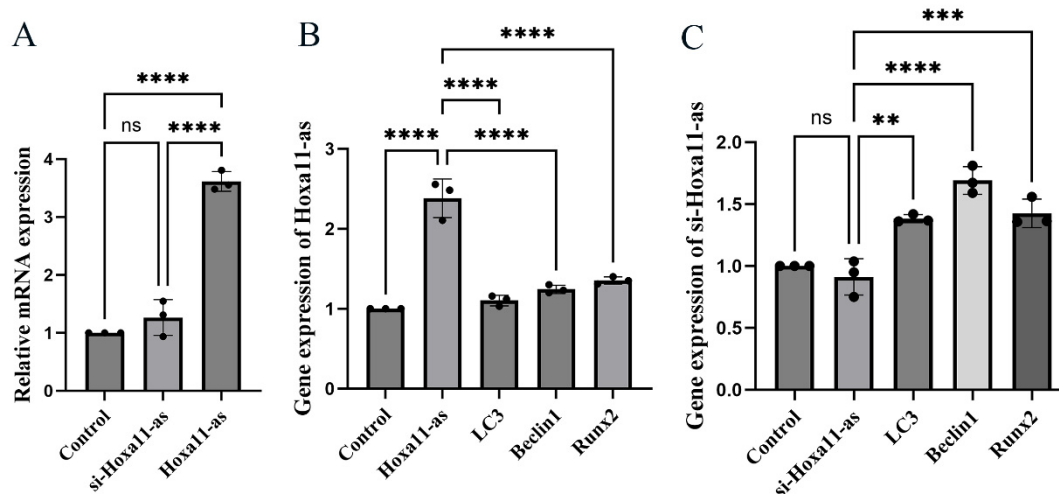 A
****
ns
****
Relative mRNA expression
4
3
2
1
0
Control
si-Hoxa11-as
Hoxa11-as
B
****
****
****
****
Gene expression of Hoxa11-as
3
2
1
0
Control
Hoxa11-as
LC3
Beclin1
Runx2
C
***
****
ns
**
Gene expression of si-Hoxa11-as
2.0
1.5
1.0
0.5
0.0
Control
si-Hoxa11-as
LC3
Beclin1
Runx2